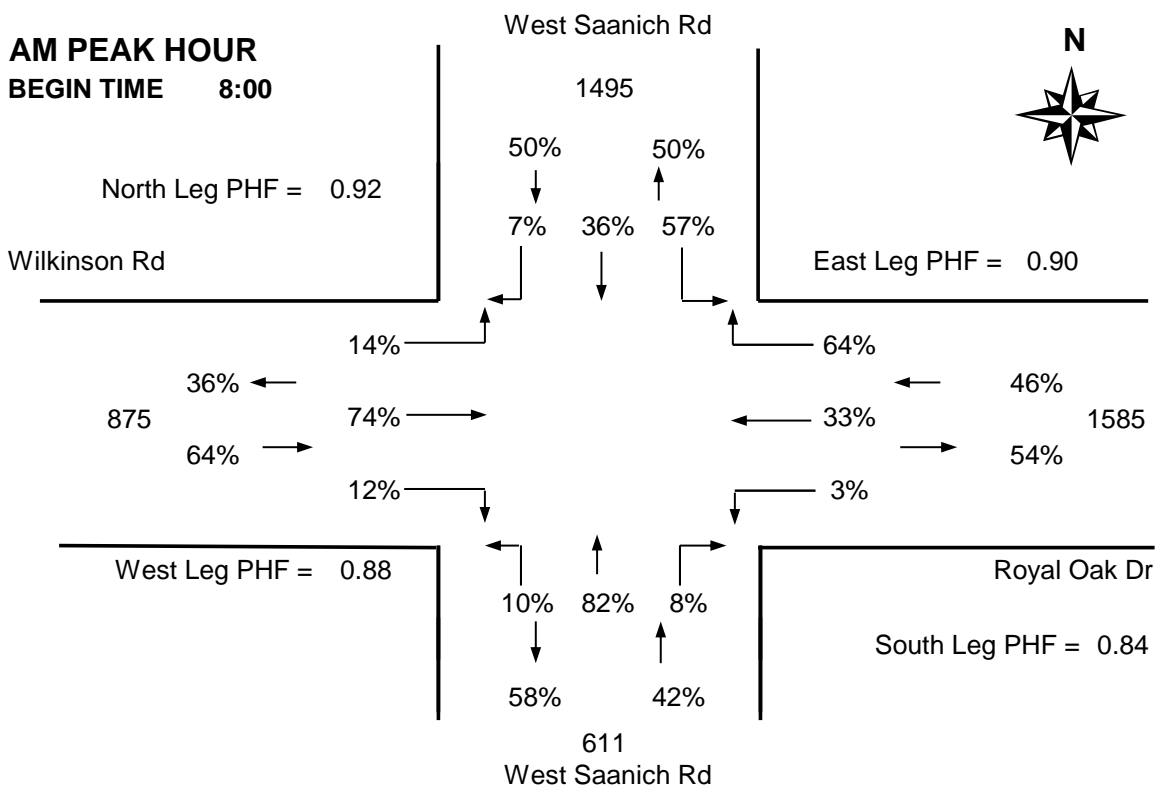 West Saanich Rd
AM PEAK HOUR
N
BEGIN TIME 8:00
1495
50% 50%
North Leg PHF = 0.92
7% 36% 57%
Wilkinson Rd
East Leg PHF = 0.90
14% 64%
36% 46%
875 74% 33% 1585
64% 54%
12% 3%
West Leg PHF = 0.88
Royal Oak Dr
10% 82% 8%
South Leg PHF = 0.84
58% 42%
611
West Saanich Rd